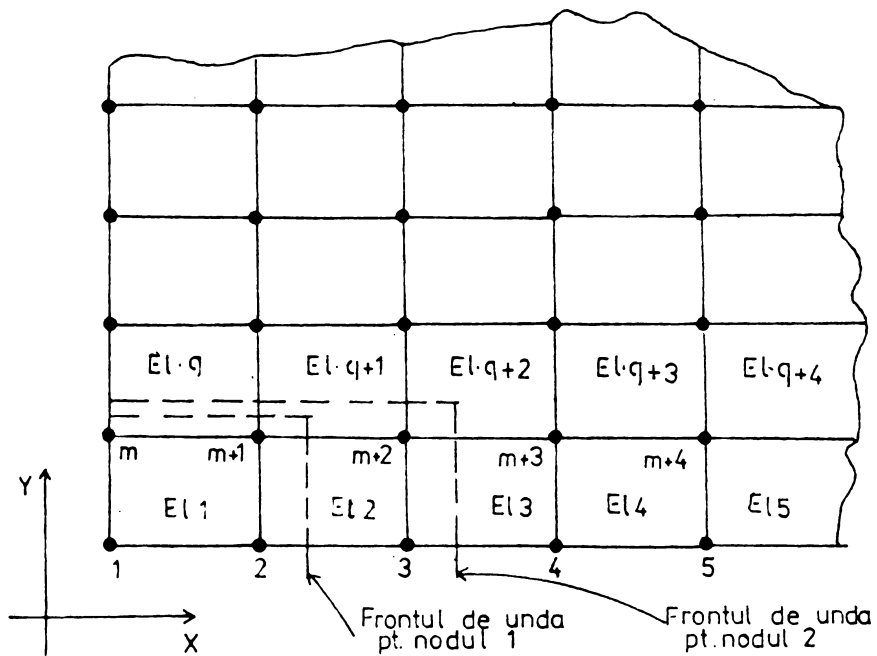 El·q El·q+1 El·q+2 El·q+3 El·q+4
m m+1 m+2 m+3 m+4
Y
El 1 El 2 El 3 El 4 El 5
1 2 3 4 5
X
Frontul de unda
pt. nodul 1
Frontul de unda
pt. nodul 2